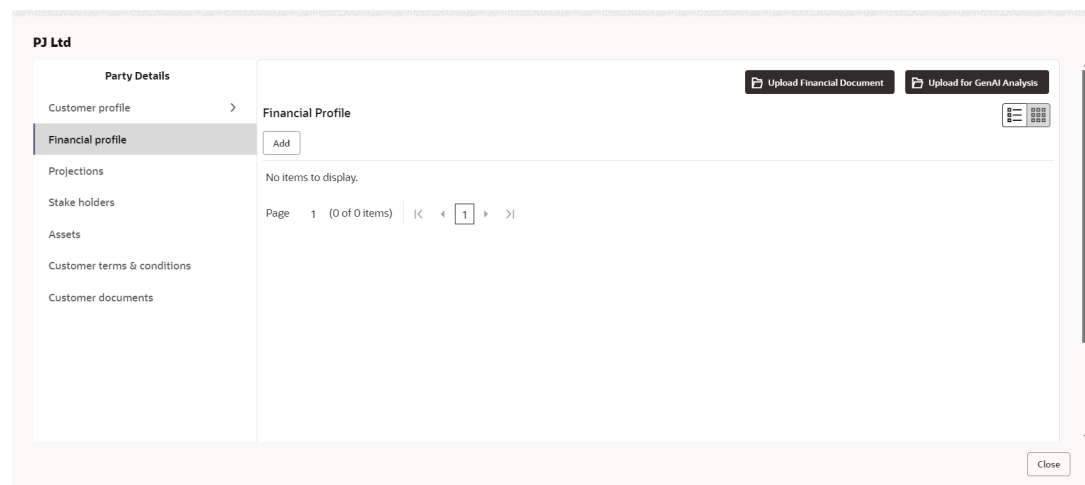 PJ Ltd
Party Details
Customer profile
Financial profile
Projections
Stake holders
Assets
Customer terms & conditions
Customer documents
Upload Financial Document
Upload for GenAI Analysis
Financial Profile
Add
No items to display.
Page 1 (0 of 0 items) 1
Close